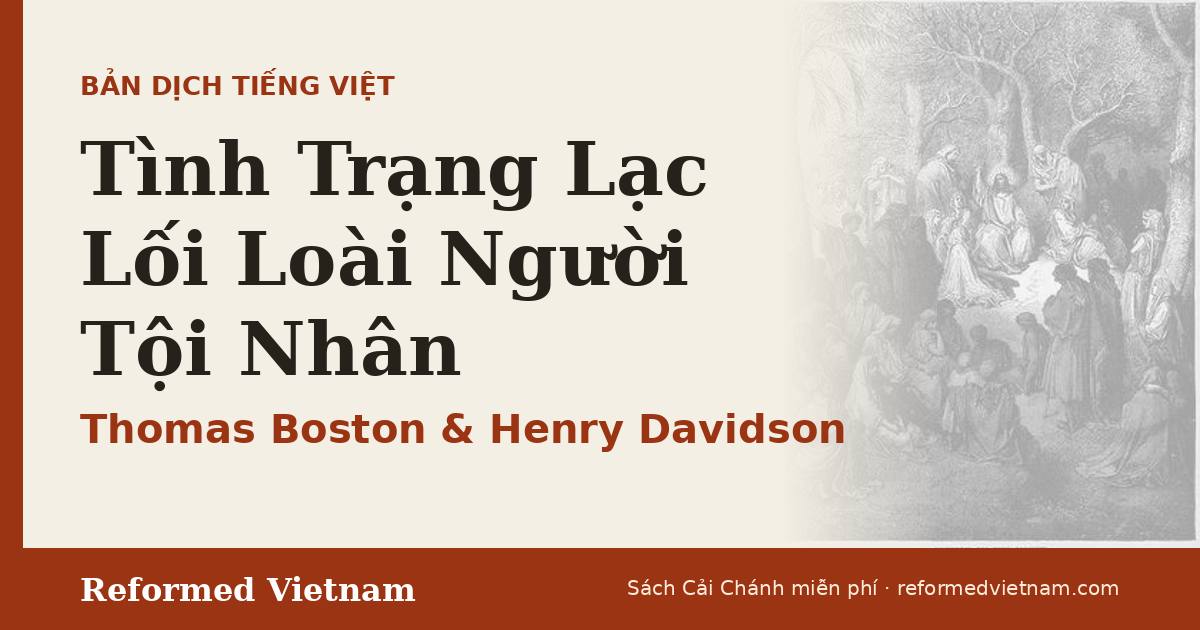 BẢN DỊCH TIẾNG VIỆT
Tình Trạng Lạc
Lối Loài Người
Tội Nhân
Thomas Boston & Henry Davidson
Reformed Vietnam
Sách Cải Chánh miễn phí · reformedvietnam.com